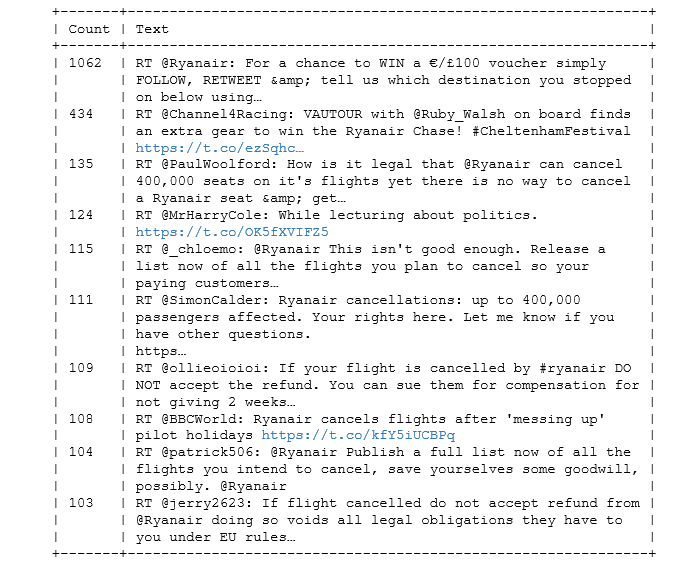 Count | Text
1062 | RT @Ryanair: For a chance to WIN a €/£100 voucher simply
FOLLOW, RETWEET &amp; tell us which destination you stopped
on below using…
434 | RT @Channel4Racing: VAUTOUR with @Ruby_Walsh on board finds
an extra gear to win the Ryanair Chase! #CheltenhamFestival
https://t.co/ezSqhc…
135 | RT @PaulWoolford: How is it legal that @Ryanair can cancel
400,000 seats on it's flights yet there is no way to cancel
a Ryanair seat &amp; get…
124 | RT @MrHarryCole: While lecturing about politics.
https://t.co/OK5fXVIFZ5
115 | RT @_chloemo: @Ryanair This isn't good enough. Release a
list now of all the flights you plan to cancel so your
paying customers…
111 | RT @SimonCalder: Ryanair cancellations: up to 400,000
passengers affected. Your rights here. Let me know if you
have other questions.
https…
109 | RT @ollieoioioi: If your flight is cancelled by #ryanair DO
NOT accept the refund. You can sue them for compensation for
not giving 2 weeks…
108 | RT @BBCWorld: Ryanair cancels flights after 'messing up'
pilot holidays https://t.co/kfY5iUCBPq
104 | RT @patrick506: @Ryanair Publish a full list now of all the
flights you intend to cancel, save yourselves some goodwill,
possibly. @Ryanair
103 | RT @jerry2623: If flight cancelled do not accept refund from
@Ryanair doing so voids all legal obligations they have to
you under EU rules…